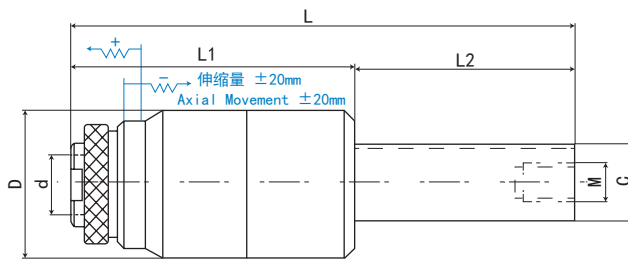 L
+
L1
L2
− 伸缩量 ±20mm
Axial Movement ±20mm
D
d
M